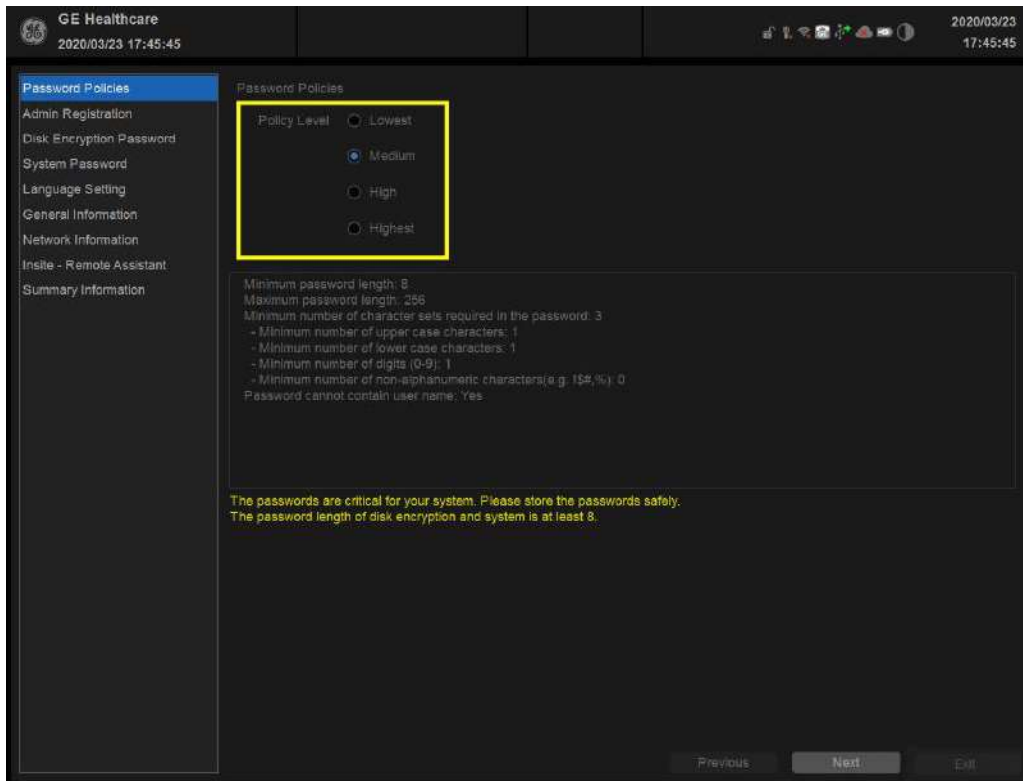 GE Healthcare
2020/03/23 17:45:45
2020/03/23
17:45:45
Password Policies
Admin Registration
Disk Encryption Password
System Password
Language Setting
General Information
Network Information
Insite - Remote Assistant
Summary Information
Password Policies
Policy Level
Lowest
Medium
High
Highest
Minimum password length: 8
Maximum password length: 256
Minimum number of character sets required in the password: 3
- Minimum number of upper case characters: 1
- Minimum number of lower case characters: 1
- Minimum number of digits (0-9): 1
- Minimum number of non-alphanumeric characters(e.g. !$#,%): 0
Password cannot contain user name: Yes
The passwords are critical for your system. Please store the passwords safely.
The password length of disk encryption and system is at least 8.
Previous
Next
Exit